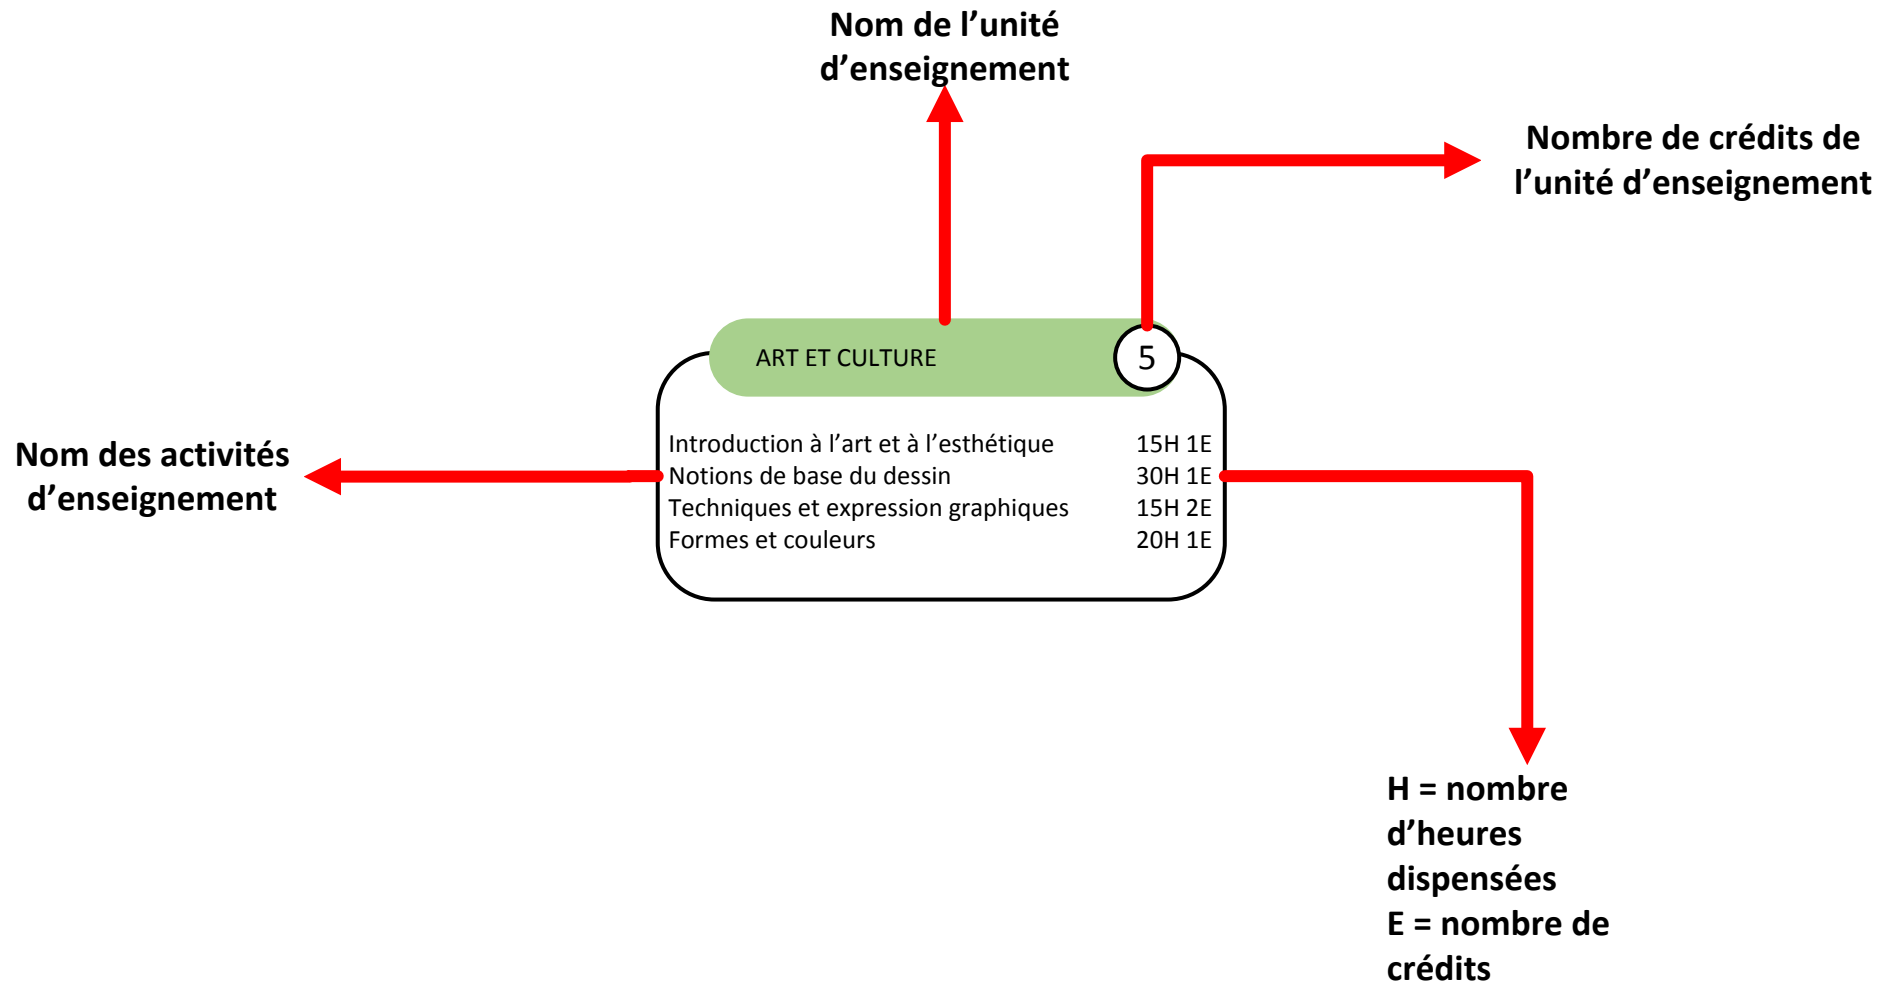 Nom de l’unité
d’enseignement
Nombre de crédits de
l’unité d’enseignement
ART ET CULTURE 5
Nom des activités
d’enseignement
Introduction à l’art et à l’esthétique 15H 1E
Notions de base du dessin 30H 1E
Techniques et expression graphiques 15H 2E
Formes et couleurs 20H 1E
H = nombre
d’heures
dispensées
E = nombre de
crédits